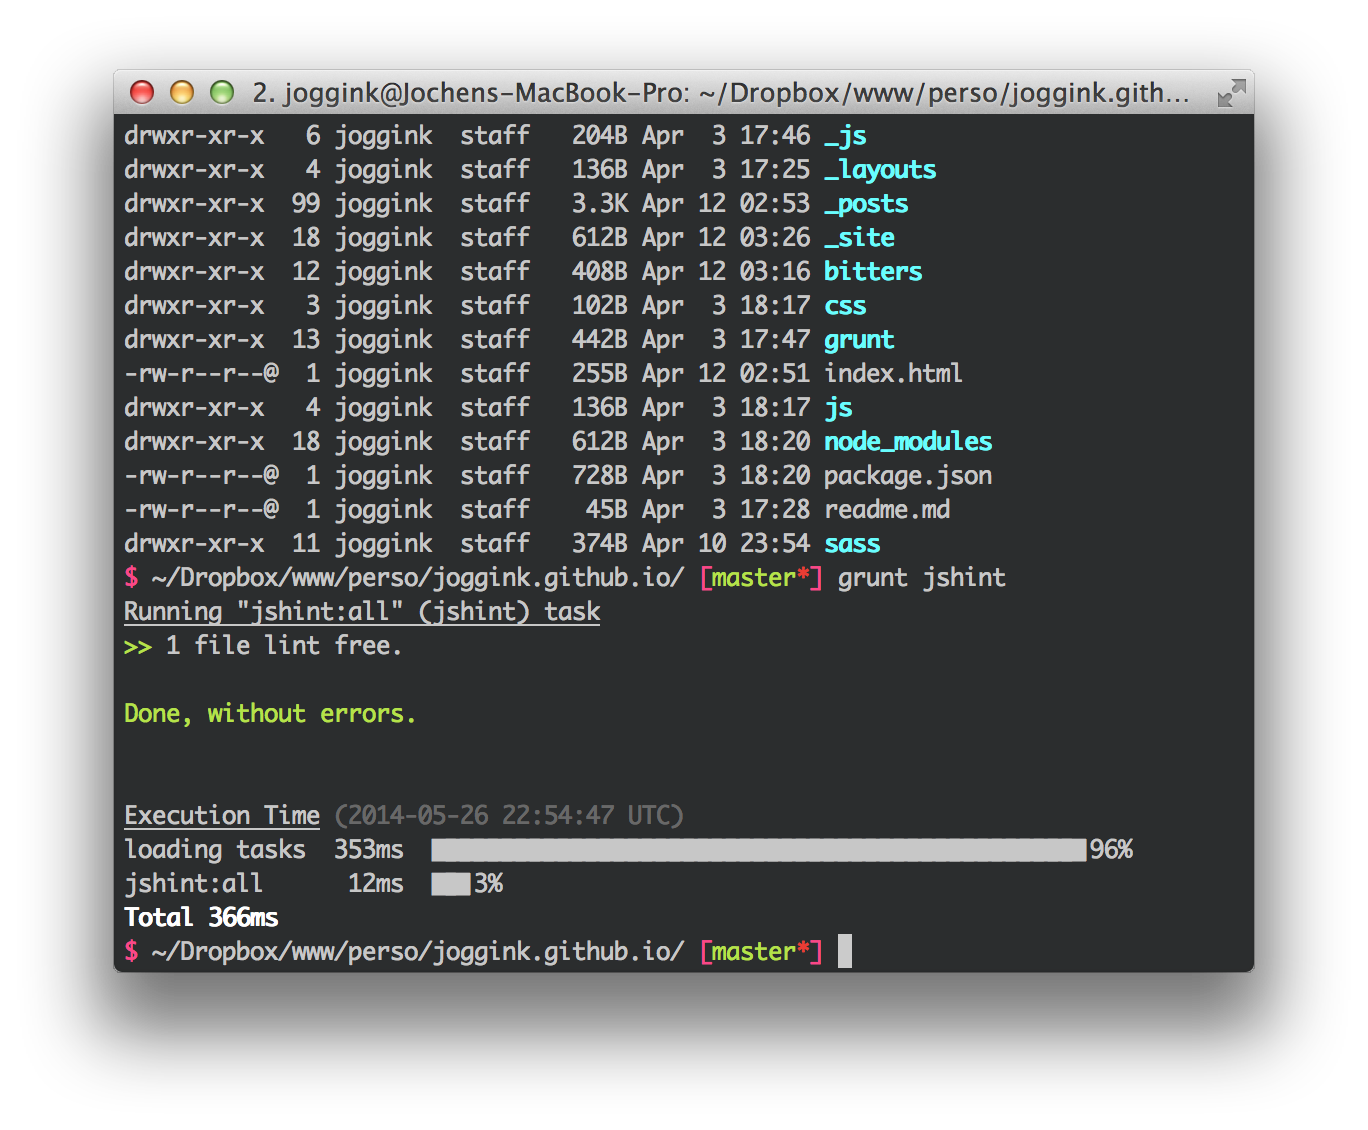 2. joggink@Jochens-MacBook-Pro: ~/Dropbox/www/perso/joggink.gith...
drwxr-xr-x   6 joggink  staff   204B Apr  3 17:46 _js
drwxr-xr-x   4 joggink  staff   136B Apr  3 17:25 _layouts
drwxr-xr-x  99 joggink  staff   3.3K Apr 12 02:53 _posts
drwxr-xr-x  18 joggink  staff   612B Apr 12 03:26 _site
drwxr-xr-x  12 joggink  staff   408B Apr 12 03:16 bitters
drwxr-xr-x   3 joggink  staff   102B Apr  3 18:17 css
drwxr-xr-x  13 joggink  staff   442B Apr  3 17:47 grunt
-rw-r--r--@  1 joggink  staff   255B Apr 12 02:51 index.html
drwxr-xr-x   4 joggink  staff   136B Apr  3 18:17 js
drwxr-xr-x  18 joggink  staff   612B Apr  3 18:20 node_modules
-rw-r--r--@  1 joggink  staff   728B Apr  3 18:20 package.json
-rw-r--r--@  1 joggink  staff    45B Apr  3 17:28 readme.md
drwxr-xr-x  11 joggink  staff   374B Apr 10 23:54 sass
$ ~/Dropbox/www/perso/joggink.github.io/ [master*] grunt jshint
Running "jshint:all" (jshint) task
>> 1 file lint free.
Done, without errors.
Execution Time (2014-05-26 22:54:47 UTC)
loading tasks  353ms  96%
jshint:all      12ms  3%
Total 366ms
$ ~/Dropbox/www/perso/joggink.github.io/ [master*]